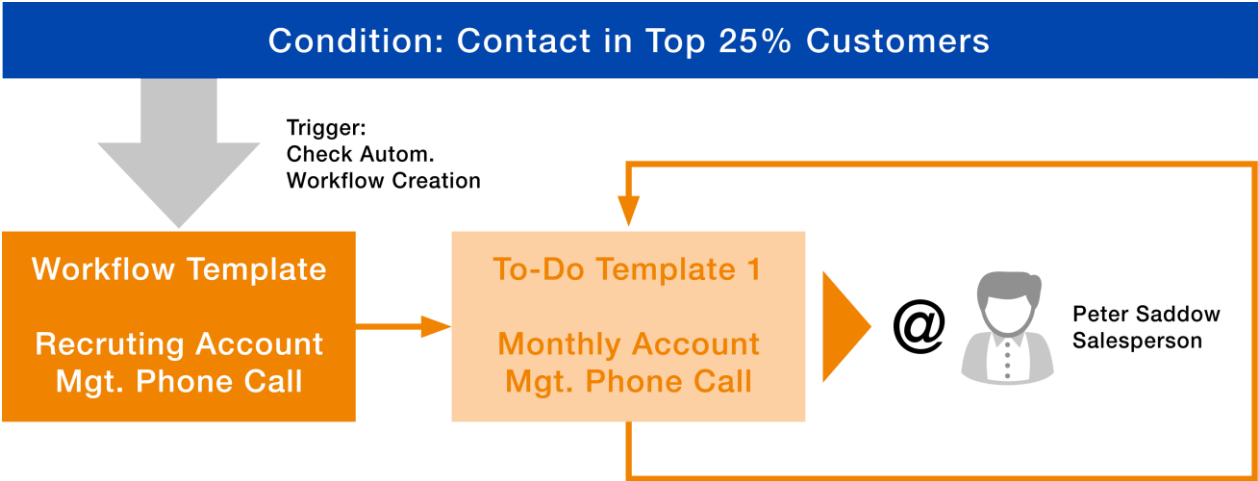 Condition: Contact in Top 25% Customers
Trigger:
Check Autom.
Workflow Creation
Workflow Template
Recruting Account
Mgt. Phone Call
To-Do Template 1
Monthly Account
Mgt. Phone Call
@
Peter Saddow
Salesperson